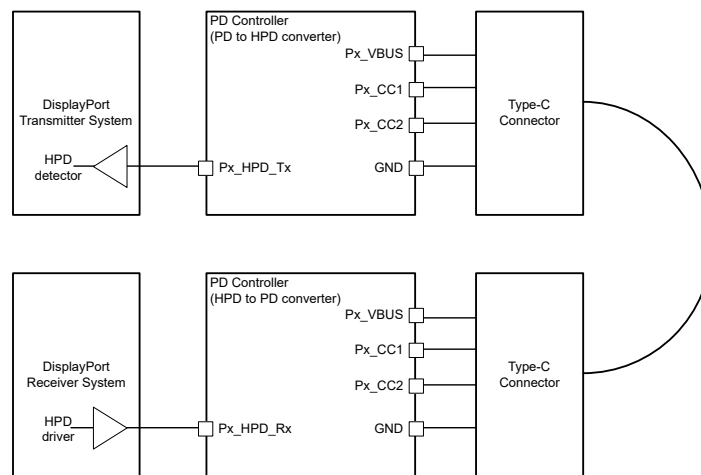 PD Controller
(PD to HPD converter)
Px_VBUS
Px_CC1
Px_CC2
GND
Px_HPD_Tx
DisplayPort
Transmitter System
HPD
detector
Type-C
Connector
PD Controller
(HPD to PD converter)
Px_VBUS
Px_CC1
Px_CC2
GND
Px_HPD_Rx
DisplayPort
Receiver System
HPD
driver
Type-C
Connector